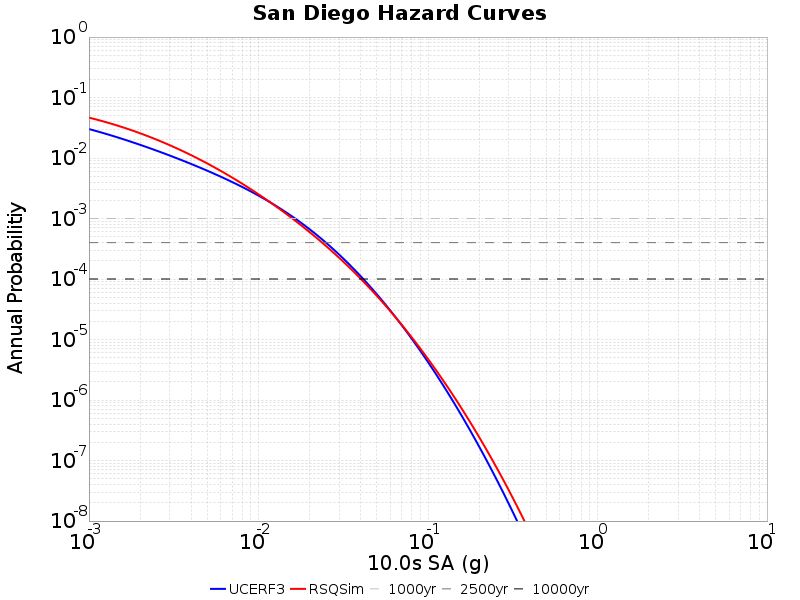 San Diego Hazard Curves
10^0
10^-1
10^-2
10^-3
10^-4
10^-5
10^-6
10^-7
10^-8
Annual Probabilitiy
10^-3 10^-2 10^-1 10^0 10^1
10.0s SA (g)
UCERF3 RSQSim 1000yr 2500yr 10000yr